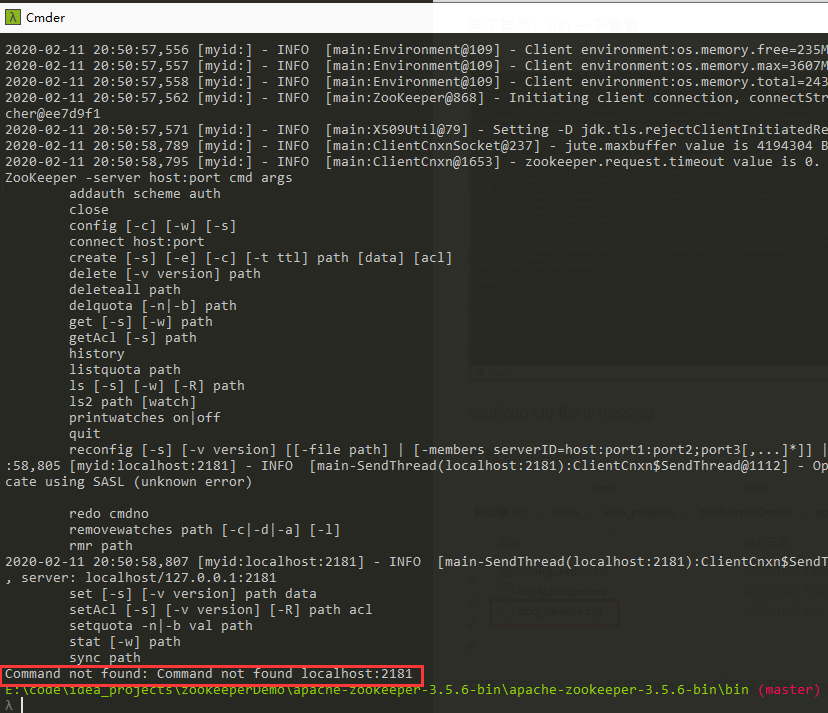 Cmder
2020-02-11 20:50:57,556 [myid:] - INFO  [main:Environment@109] - Client environment:os.memory.free=235M
2020-02-11 20:50:57,557 [myid:] - INFO  [main:Environment@109] - Client environment:os.memory.max=3607M
2020-02-11 20:50:57,558 [myid:] - INFO  [main:Environment@109] - Client environment:os.memory.total=243
2020-02-11 20:50:57,562 [myid:] - INFO  [main:ZooKeeper@868] - Initiating client connection, connectStr
cher@ee7d9f1
2020-02-11 20:50:57,571 [myid:] - INFO  [main:X509Util@79] - Setting -D jdk.tls.rejectClientInitiatedRe
2020-02-11 20:50:58,789 [myid:] - INFO  [main:ClientCnxnSocket@237] - jute.maxbuffer value is 4194304 B
2020-02-11 20:50:58,795 [myid:] - INFO  [main:ClientCnxn@1653] - zookeeper.request.timeout value is 0.
ZooKeeper -server host:port cmd args
addauth scheme auth
close
config [-c] [-w] [-s]
connect host:port
create [-s] [-e] [-c] [-t ttl] path [data] [acl]
delete [-v version] path
deleteall path
delquota [-n|-b] path
get [-s] [-w] path
getAcl [-s] path
history
listquota path
ls [-s] [-w] [-R] path
ls2 path [watch]
printwatches on|off
quit
reconfig [-s] [-v version] [[-file path] | [-members serverID=host:port1:port2;port3[,...]*]] |
:58,805 [myid:localhost:2181] - INFO  [main-SendThread(localhost:2181):ClientCnxn$SendThread@1112] - Op
cate using SASL (unknown error)
redo cmdno
removewatches path [-c|-d|-a] [-l]
rmr path
2020-02-11 20:50:58,807 [myid:localhost:2181] - INFO  [main-SendThread(localhost:2181):ClientCnxn$SendT
, server: localhost/127.0.0.1:2181
set [-s] [-v version] path data
setAcl [-s] [-v version] [-R] path acl
setquota -n|-b val path
stat [-w] path
sync path
Command not found: Command not found localhost:2181
E:\code\idea_projects\zookeeperDemo\apache-zookeeper-3.5.6-bin\apache-zookeeper-3.5.6-bin\bin (master)
λ